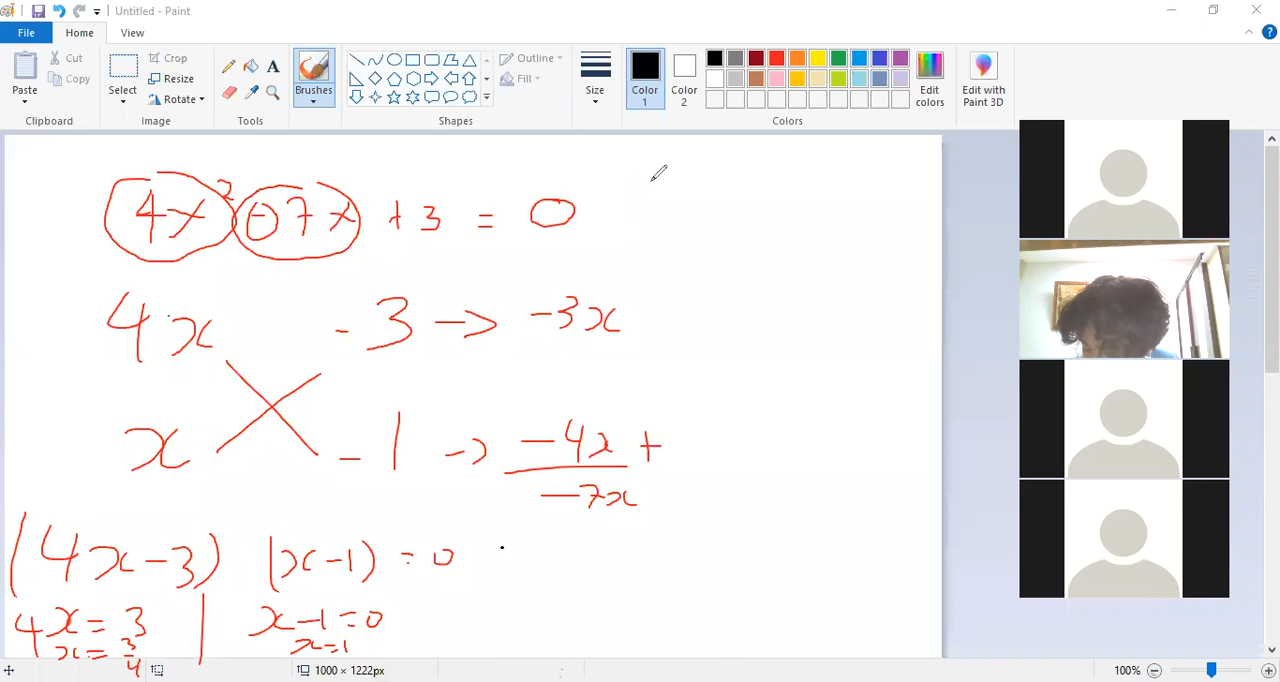 Untitled - Paint
File Home View
Paste Cut Copy
Select Crop Resize Rotate
A
Brushes
Outline Fill
Size
Color 1 Color 2
Edit colors
Edit with Paint 3D
Clipboard Image Tools Shapes Colors
4x² -7x +3 = 0
4x -3 -> -3x
x -1 -> -4x +
-7x
(4x-3) (x-1) = 0
4x = 3 | x-1=0
x = 3/4 x=1
1000 × 1222px 100%